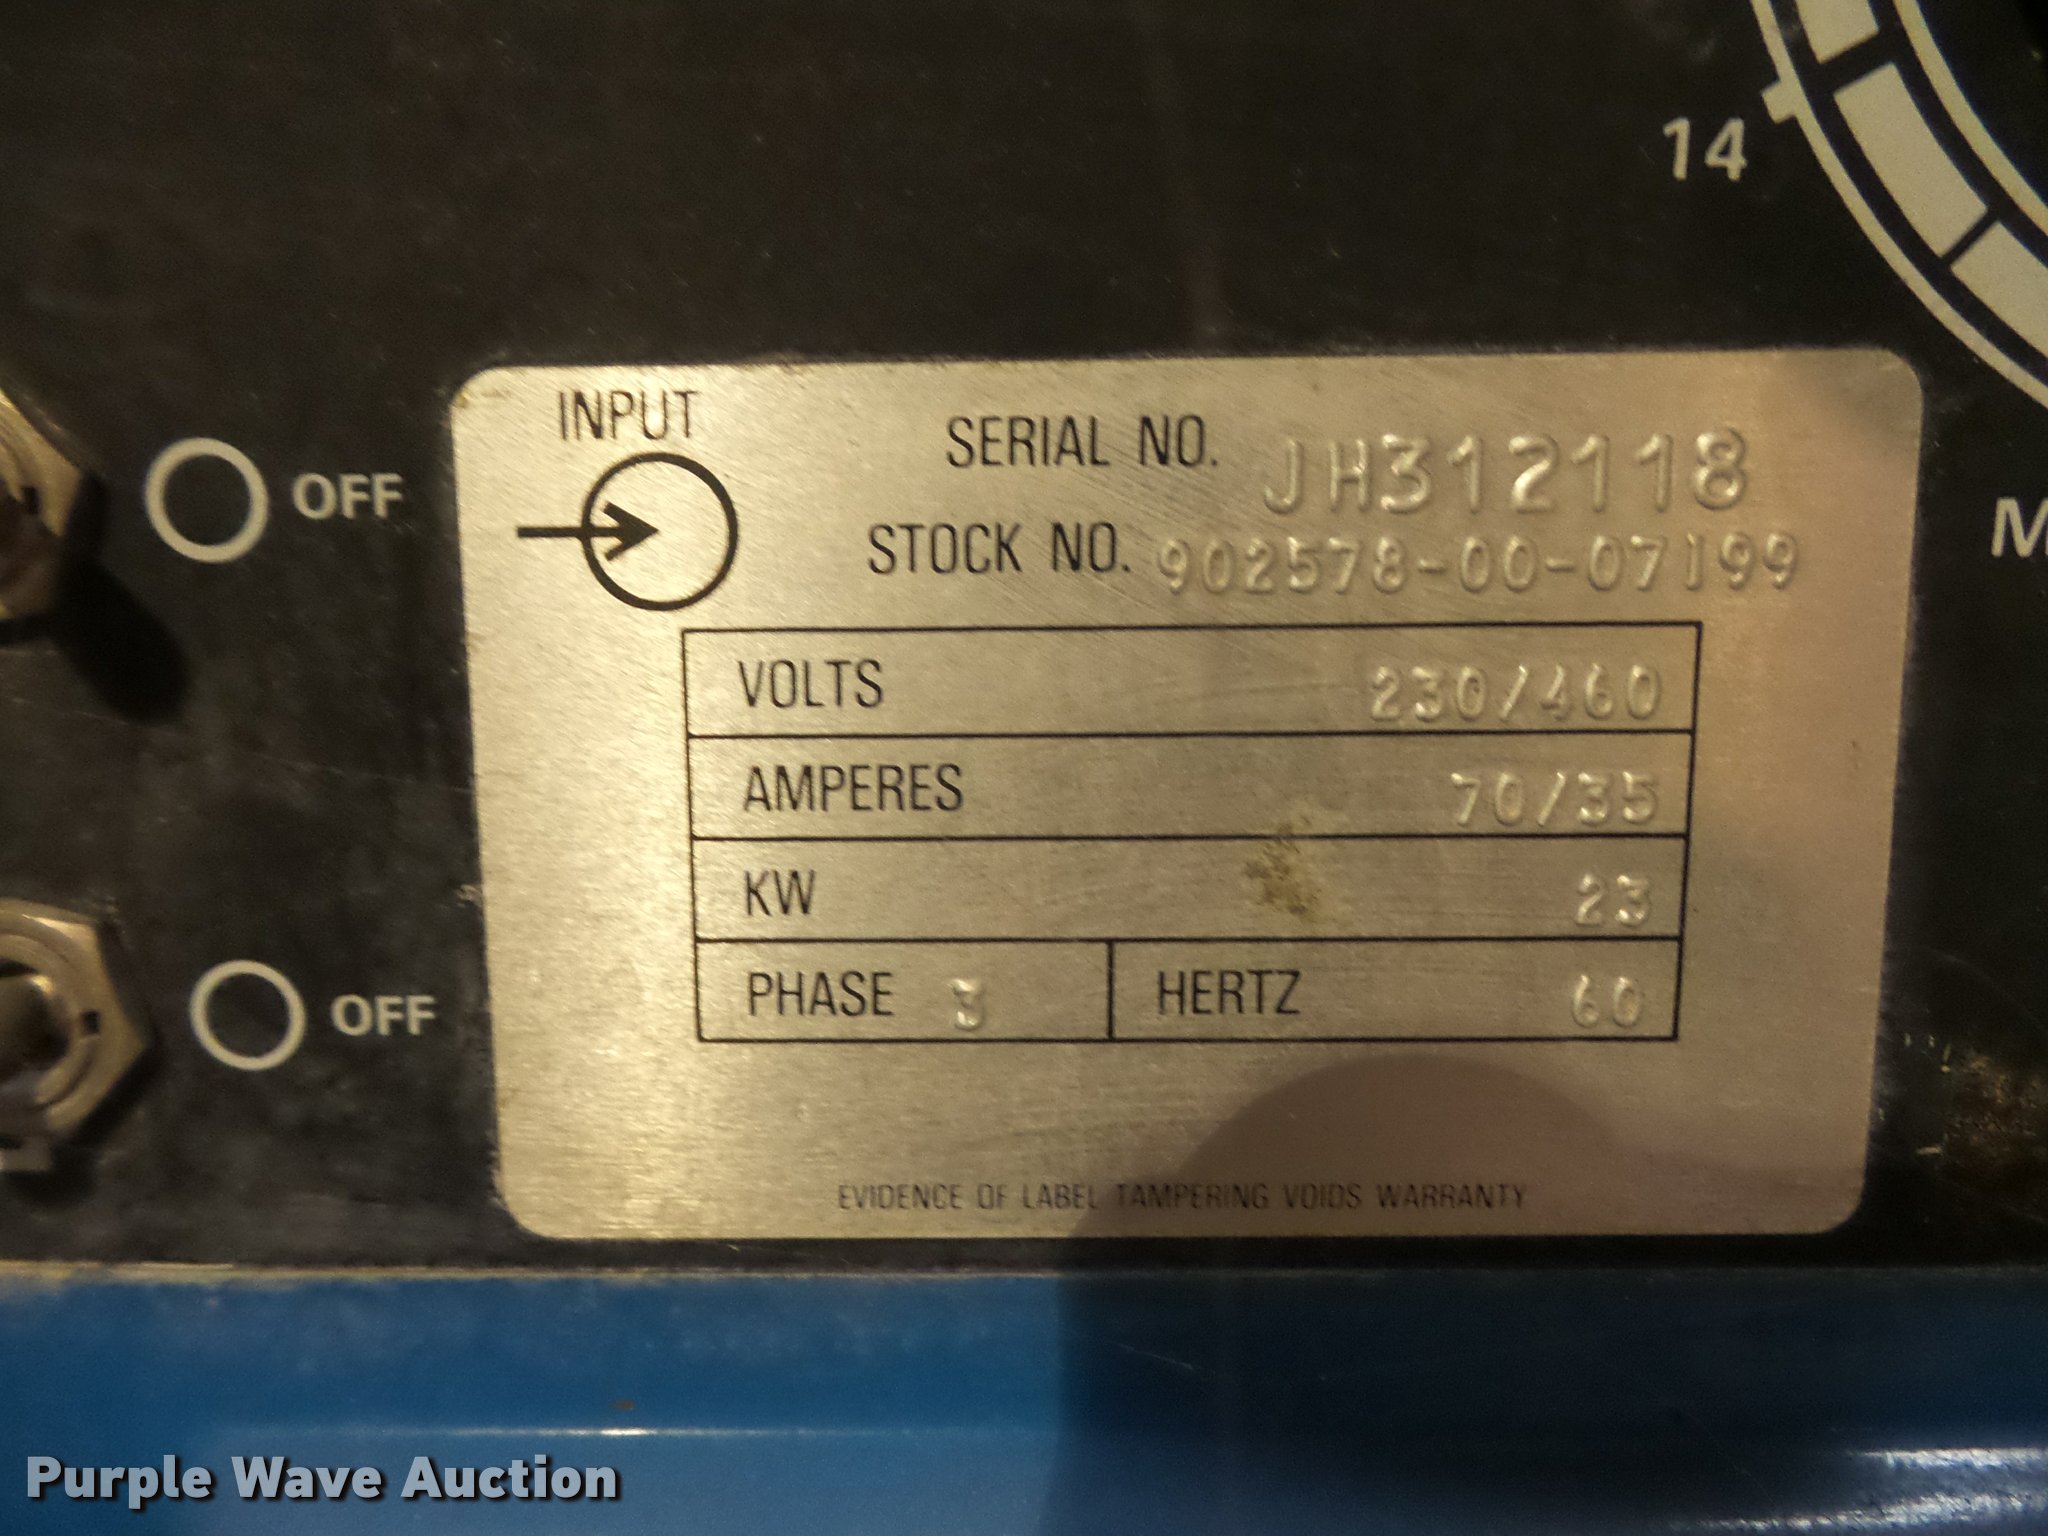 14
INPUT
SERIAL NO. JH312118
OFF
M
STOCK NO. 902578-00-07199
VOLTS 230/460
AMPERES 70/35
KW 23
PHASE 3 HERTZ 60
OFF
EVIDENCE OF LABEL TAMPERING VOIDS WARRANTY
Purple Wave Auction